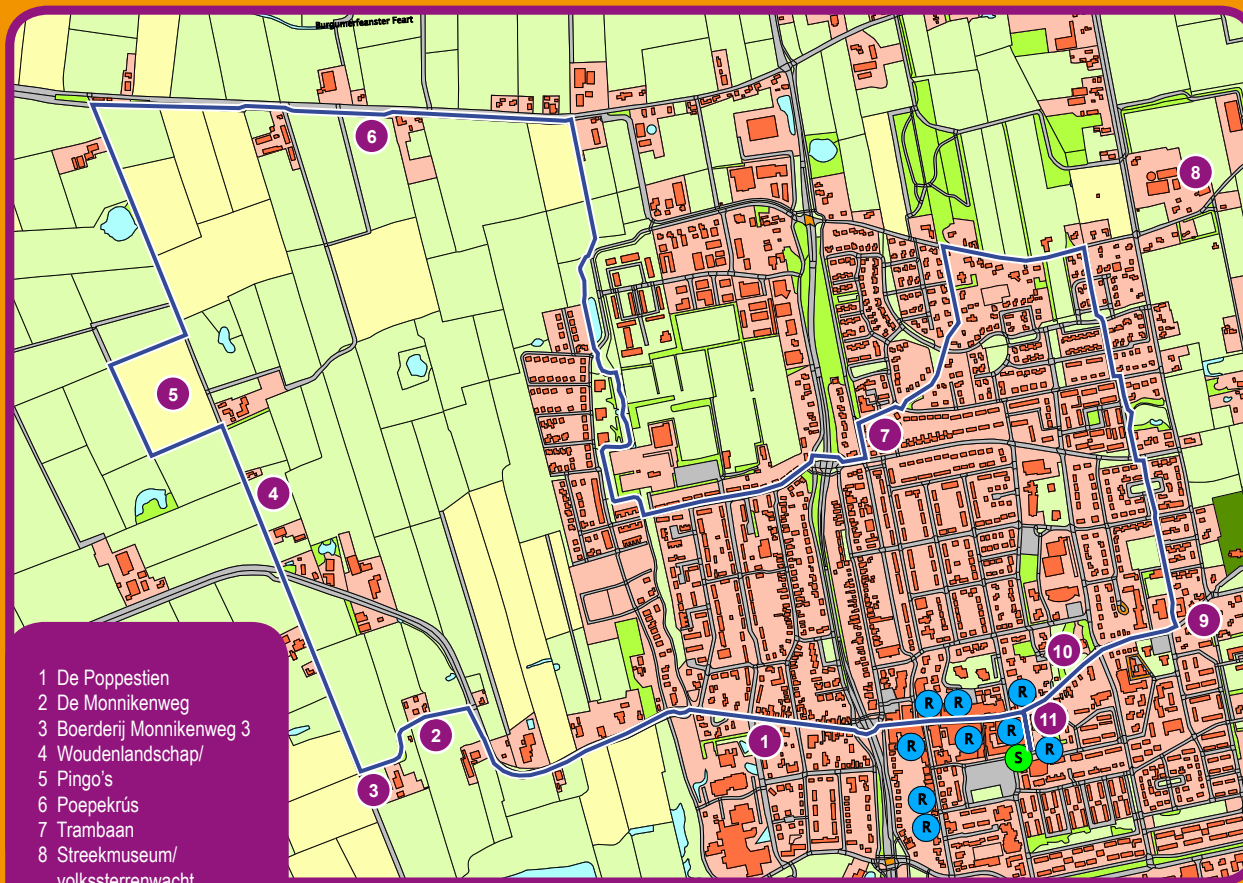 Burgumerfeanster Feart
6
8
5
7
4
9
10
R
R
R
11
1
R
R
R
R
S
2
3
R
R
1 De Poppestien
2 De Monnikenweg
3 Boerderij Monnikenweg 3
4 Woudenlandschap/
5 Pingo's
6 Poepekrús
7 Trambaan
8 Streekmuseum/
volkssterrenwacht